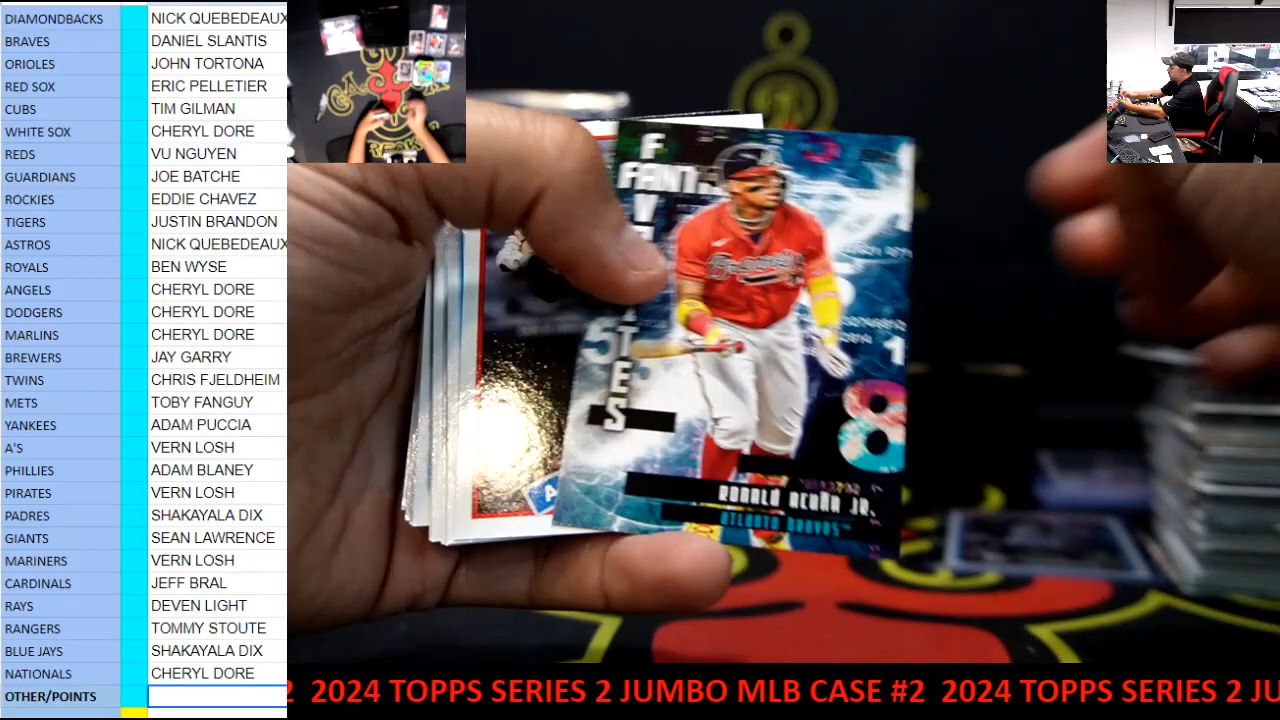 DIAMONDBACKS NICK QUEBEDEAUX
BRAVES DANIEL SLANTIS
ORIOLES JOHN TORTONA
RED SOX ERIC PELLETIER
CUBS TIM GILMAN
WHITE SOX CHERYL DORE
REDS VU NGUYEN
GUARDIANS JOE BATCHE
ROCKIES EDDIE CHAVEZ
TIGERS JUSTIN BRANDON
ASTROS NICK QUEBEDEAUX
ROYALS BEN WYSE
ANGELS CHERYL DORE
DODGERS CHERYL DORE
MARLINS CHERYL DORE
BREWERS JAY GARRY
TWINS CHRIS FJELDHEIM
METS TOBY FANGUY
YANKEES ADAM PUCCIA
A'S VERN LOSH
PHILLIES ADAM BLANEY
PIRATES VERN LOSH
PADRES SHAKAYALA DIX
GIANTS SEAN LAWRENCE
MARINERS VERN LOSH
CARDINALS JEFF BRAL
RAYS DEVEN LIGHT
RANGERS TOMMY STOUTE
BLUE JAYS SHAKAYALA DIX
NATIONALS CHERYL DORE
OTHER/POINTS
Braves
8
RONALD ACUÑA JR.
ATLANTA BRAVES™
2 2024 TOPPS SERIES 2 JUMBO MLB CASE #2 2024 TOPPS SERIES 2 JU